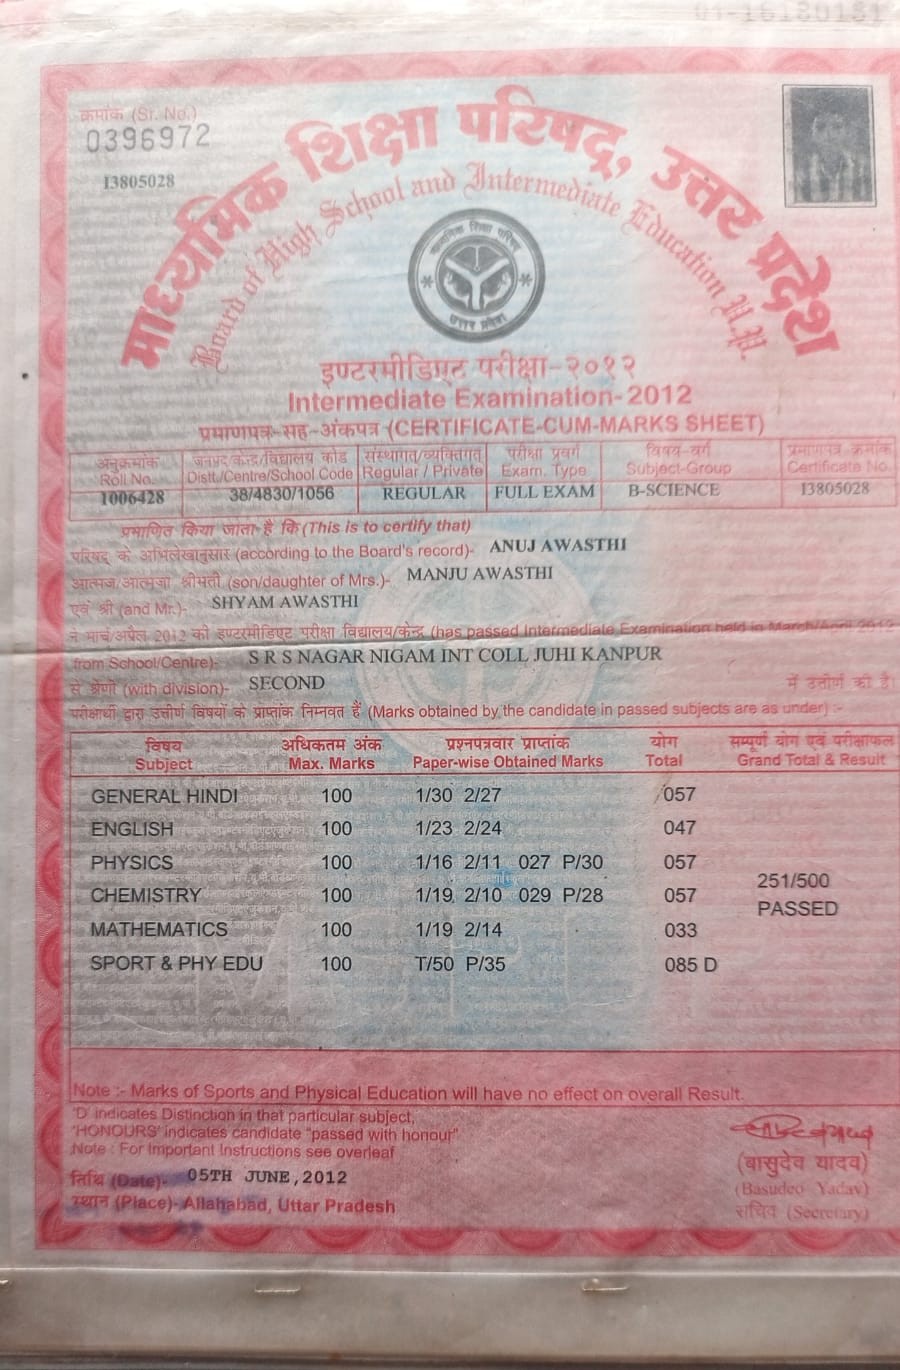 01-16180181
क्रमांक (Sr. No.)
0396972
13805028
माध्यमिक शिक्षा परिषद्, उत्तर प्रदेश
Board of High School and Intermediate Education U.P.
माध्यमिक शिक्षा परिषद्
उत्तर प्रदेश
इण्टरमीडिएट परीक्षा-२०१२
Intermediate Examination-2012
प्रमाणपत्र-सह-अंकपत्र (CERTIFICATE-CUM-MARKS SHEET)
अनुक्रमांक जनपद/केन्द्र/विद्यालय कोड संस्थागत/व्यक्तिगत परीक्षा प्रवर्ग विषय-वर्ग प्रमाणपत्र क्रमांक
Roll No. Distt./Centre/School Code Regular / Private Exam. Type Subject-Group Certificate No.
1006428 38/4830/1056 REGULAR FULL EXAM B-SCIENCE 13805028
प्रमाणित किया जाता है कि (This is to certify that)
परिषद् के अभिलेखानुसार (according to the Board's record)- ANUJ AWASTHI
आत्मज/आत्मजा श्रीमती (son/daughter of Mrs.)- MANJU AWASTHI
एवं श्री (and Mr.)- SHYAM AWASTHI
ने मार्च/अप्रैल 2012 की इण्टरमीडिएट परीक्षा विद्यालय/केन्द्र (has passed Intermediate Examination held in March/April 2012
from School/Centre)- S R S NAGAR NIGAM INT COLL JUHI KANPUR
से श्रेणी (with division)- SECOND में उत्तीर्ण की है।
परीक्षार्थी द्वारा उत्तीर्ण विषयों के प्राप्तांक निम्नवत हैं (Marks obtained by the candidate in passed subjects are as under) :-
विषय अधिकतम अंक प्रश्नपत्रवार प्राप्तांक योग सम्पूर्ण योग एवं परीक्षाफल
Subject Max. Marks Paper-wise Obtained Marks Total Grand Total & Result
GENERAL HINDI 100 1/30 2/27 057
ENGLISH 100 1/23 2/24 047
PHYSICS 100 1/16 2/11 027 P/30 057
251/500
CHEMISTRY 100 1/19 2/10 029 P/28 057
PASSED
MATHEMATICS 100 1/19 2/14 033
SPORT & PHY EDU 100 T/50 P/35 085 D
Note :- Marks of Sports and Physical Education will have no effect on overall Result.
'D' indicates Distinction in that particular subject,
'HONOURS' indicates candidate "passed with honour"
Note : For Important Instructions see overleaf
तिथि (Date)- 05TH JUNE,2012
स्थान (Place)- Allahabad, Uttar Pradesh
(बासुदेव यादव)
(Basudeo Yadav)
सचिव (Secretary)